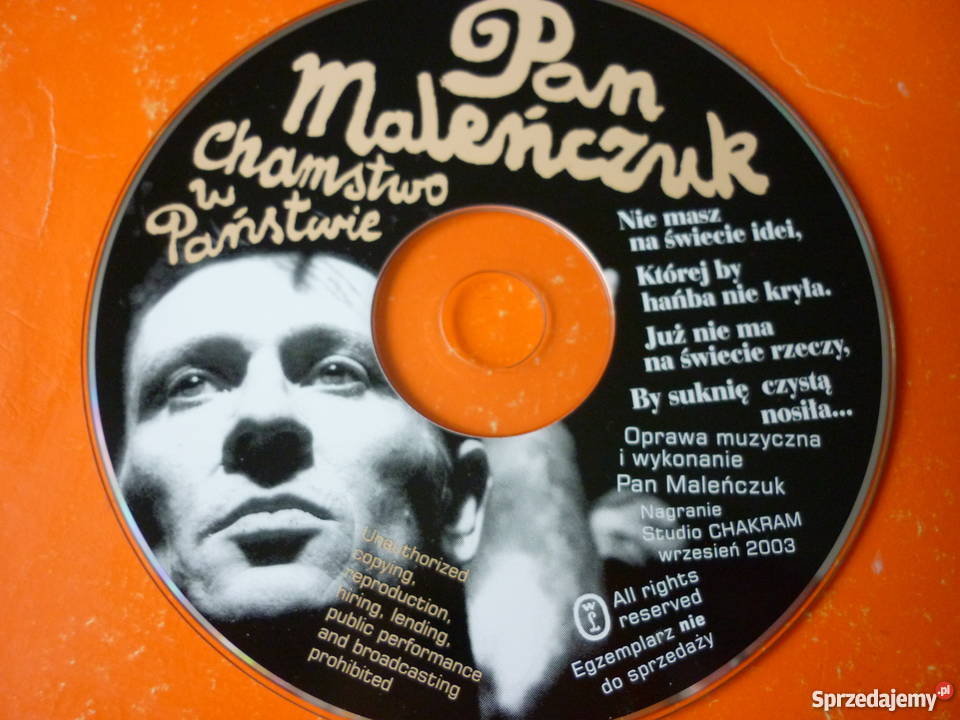 Pan
Maleńczuk
Chamstwo
w
Państwie
Nie masz
na świecie idei,
Której by
hańba nie kryła.
Już nie ma
na świecie rzeczy,
By suknię czystą
nosiła...
Oprawa muzyczna
i wykonanie
Pan Maleńczuk
Nagranie
Studio CHAKRAM
wrzesień 2003
Unauthorized
copying,
reproduction,
hiring, lending,
public performance
and broadcasting
prohibited
All rights
reserved
Egzemplarz nie
do sprzedaży
Sprzedajemy.pl